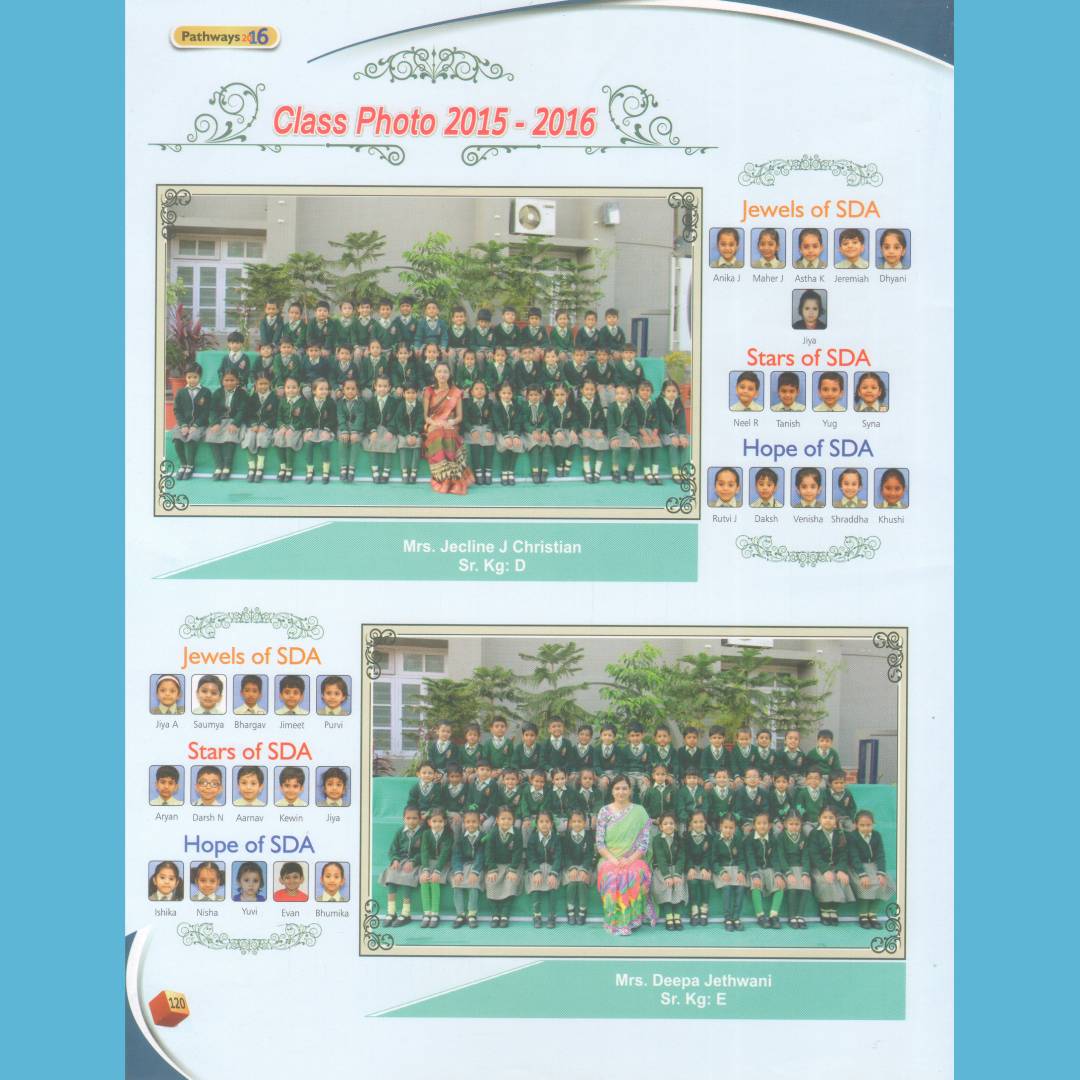 Pathways 2016
Class Photo 2015 - 2016
Jewels of SDA
Anika J Maher J Astha K Jeremiah Dhyani
Jiya
Stars of SDA
Neel R Tanish Yug Syna
Hope of SDA
Rutvi J Daksh Venisha Shraddha Khushi
Mrs. Jecline J Christian
Sr. Kg: D
Jewels of SDA
Jiya A Saumya Bhargav Jimeet Purvi
Stars of SDA
Aryan Darsh N Aarnav Kewin Jiya
Hope of SDA
Ishika Nisha Yuvi Evan Bhumika
Mrs. Deepa Jethwani
Sr. Kg: E
120